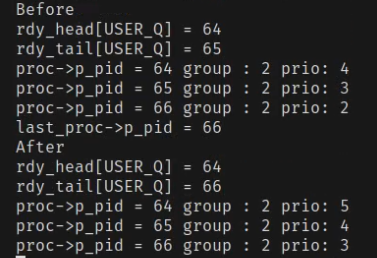 Before
rdy_head[USER_Q] = 64
rdy_tail[USER_Q] = 65
proc->p_pid = 64 group : 2 prio: 4
proc->p_pid = 65 group : 2 prio: 3
proc->p_pid = 66 group : 2 prio: 2
last_proc->p_pid = 66
After
rdy_head[USER_Q] = 64
rdy_tail[USER_Q] = 66
proc->p_pid = 64 group : 2 prio: 5
proc->p_pid = 65 group : 2 prio: 4
proc->p_pid = 66 group : 2 prio: 3